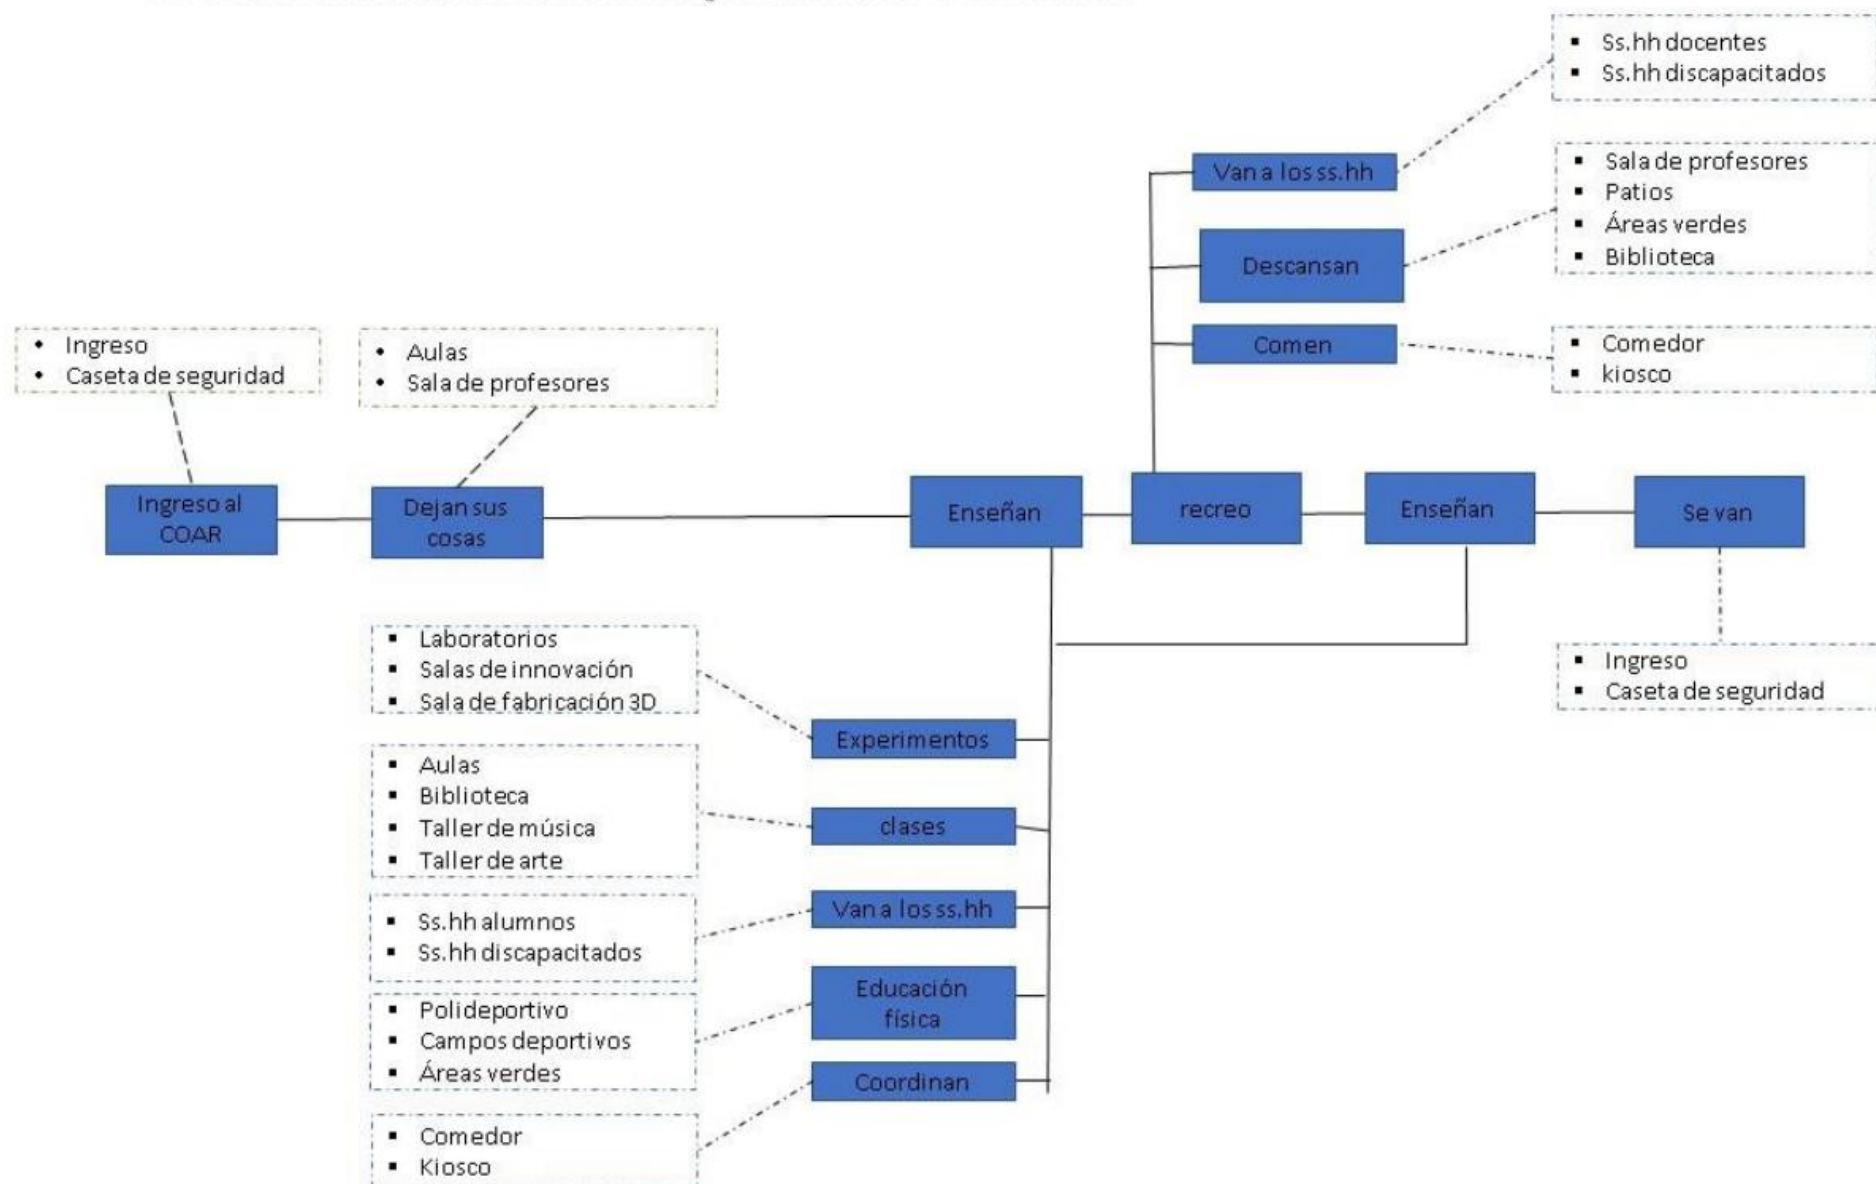 Ss.hh docentes
Ss.hh discapacitados
Van a los ss.hh
Sala de profesores
Patios
Áreas verdes
Biblioteca
Descansan
Comen
Comedor
kiosco
Ingreso
Caseta de seguridad
Aulas
Sala de profesores
Ingreso al
COAR
Dejan sus
cosas
Enseñan
recreo
Enseñan
Se van
Ingreso
Caseta de seguridad
Laboratorios
Salas de innovación
Sala de fabricación 3D
Experimentos
Aulas
Biblioteca
Taller de música
Taller de arte
clases
Ss.hh alumnos
Ss.hh discapacitados
Van a los ss.hh
Polideportivo
Campos deportivos
Áreas verdes
Educación
física
Coordinan
Comedor
Kiosco